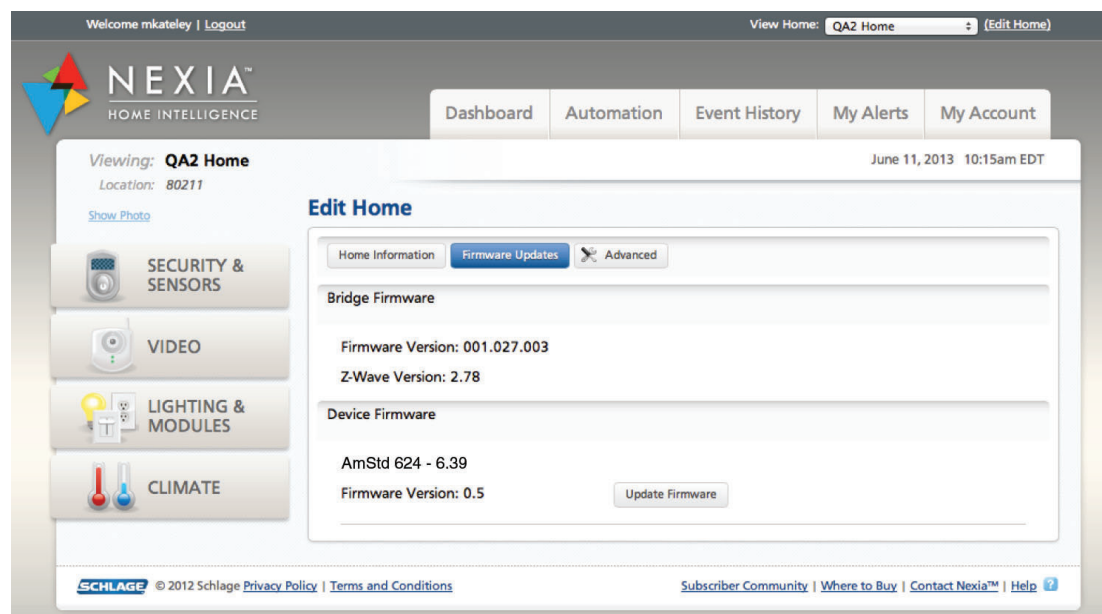 Welcome mkateley | Logout
View Home: QA2 Home (Edit Home)
NEXIA™
HOME INTELLIGENCE
Dashboard Automation Event History My Alerts My Account
Viewing: QA2 Home
June 11, 2013 10:15am EDT
Location: 80211
Show Photo
Edit Home
Home Information Firmware Updates Advanced
SECURITY &
SENSORS
Bridge Firmware
Firmware Version: 001.027.003
VIDEO
Z-Wave Version: 2.78
LIGHTING &
MODULES
Device Firmware
AmStd 624 - 6.39
CLIMATE
Firmware Version: 0.5 Update Firmware
SCHLAGE © 2012 Schlage Privacy Policy | Terms and Conditions
Subscriber Community | Where to Buy | Contact Nexia™ | Help ?